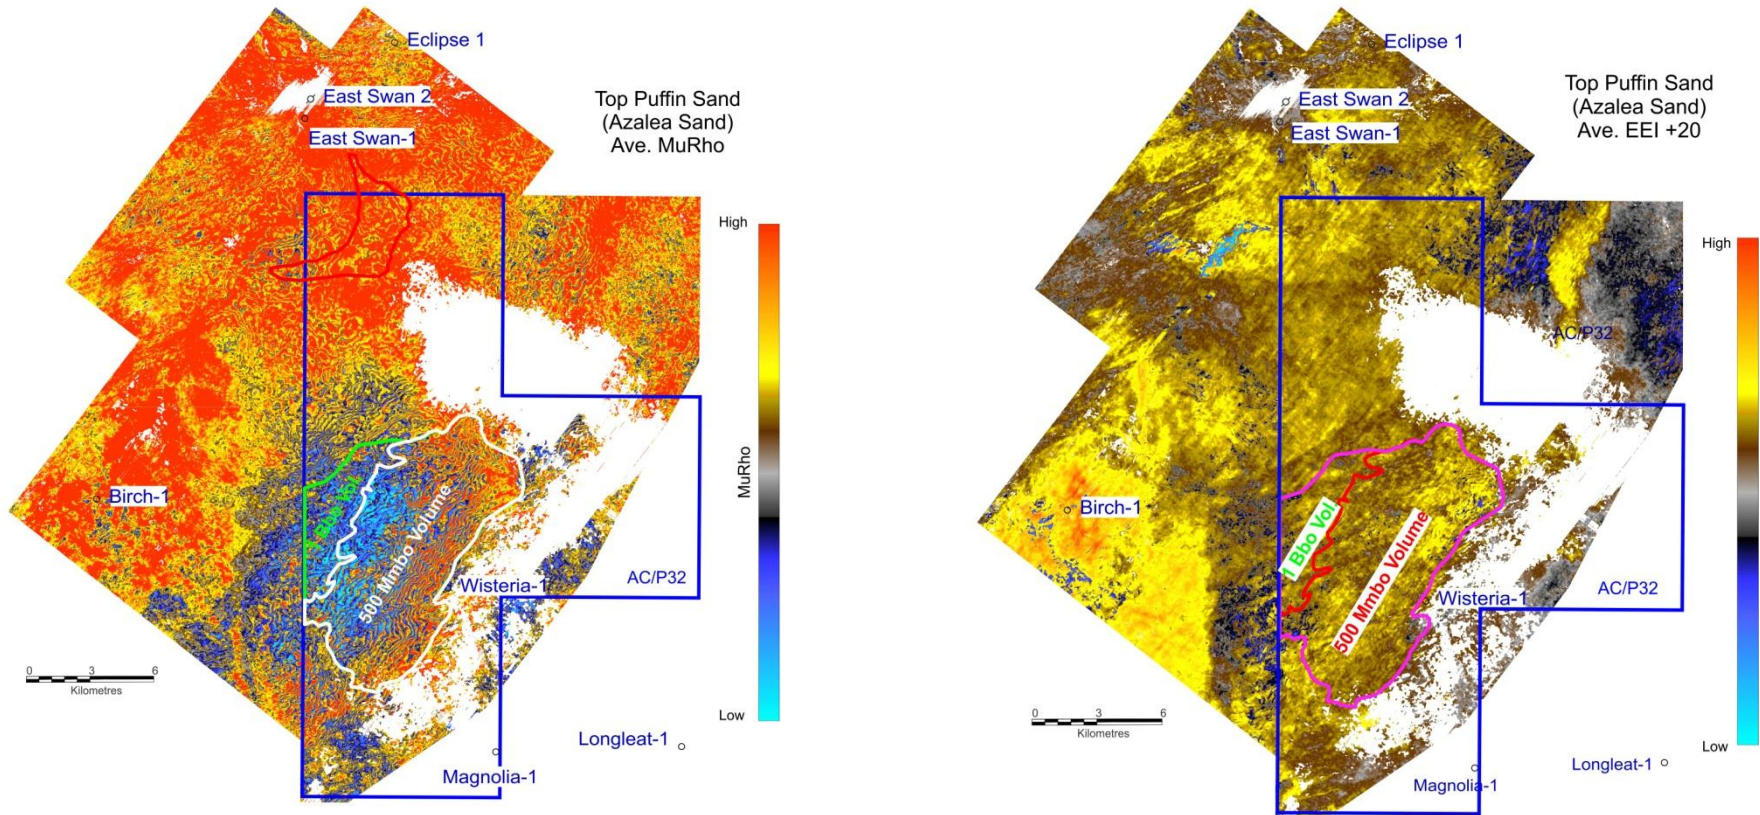 Eclipse 1
East Swan 2
East Swan-1
Top Puffin Sand
(Azalea Sand)
Ave. MuRho
High
MuRho
Low
1 Bbo Vol.
500 Mmbo Volume
Birch-1
Wisteria-1
AC/P32
0 3 6
Kilometres
Longleat-1
Magnolia-1
Eclipse 1
East Swan 2
East Swan-1
Top Puffin Sand
(Azalea Sand)
Ave. EEI +20
High
Low
AC/P32
1 Bbo Vol.
500 Mmbo Volume
Birch-1
Wisteria-1
AC/P32
0 3 6
Kilometres
Longleat-1
Magnolia-1